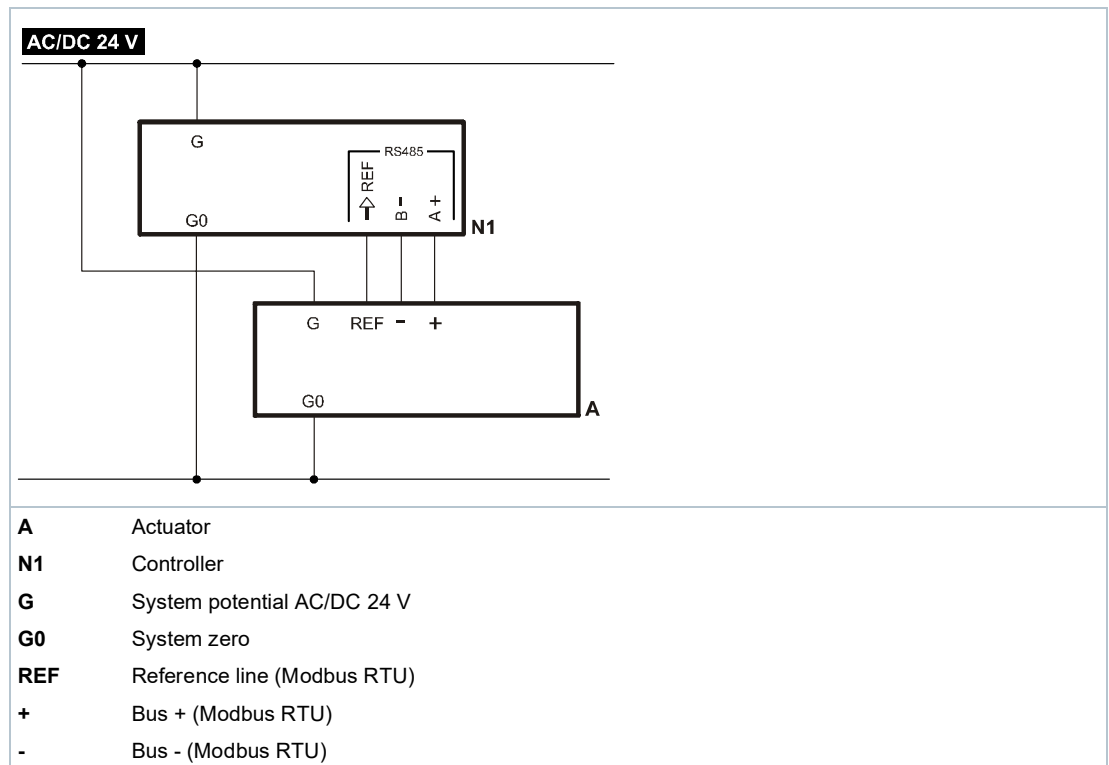 AC/DC 24 V
G
RS485
REF
B -
A +
G0
N1
G REF - +
G0
A
A Actuator
N1 Controller
G System potential AC/DC 24 V
G0 System zero
REF Reference line (Modbus RTU)
+ Bus + (Modbus RTU)
- Bus - (Modbus RTU)